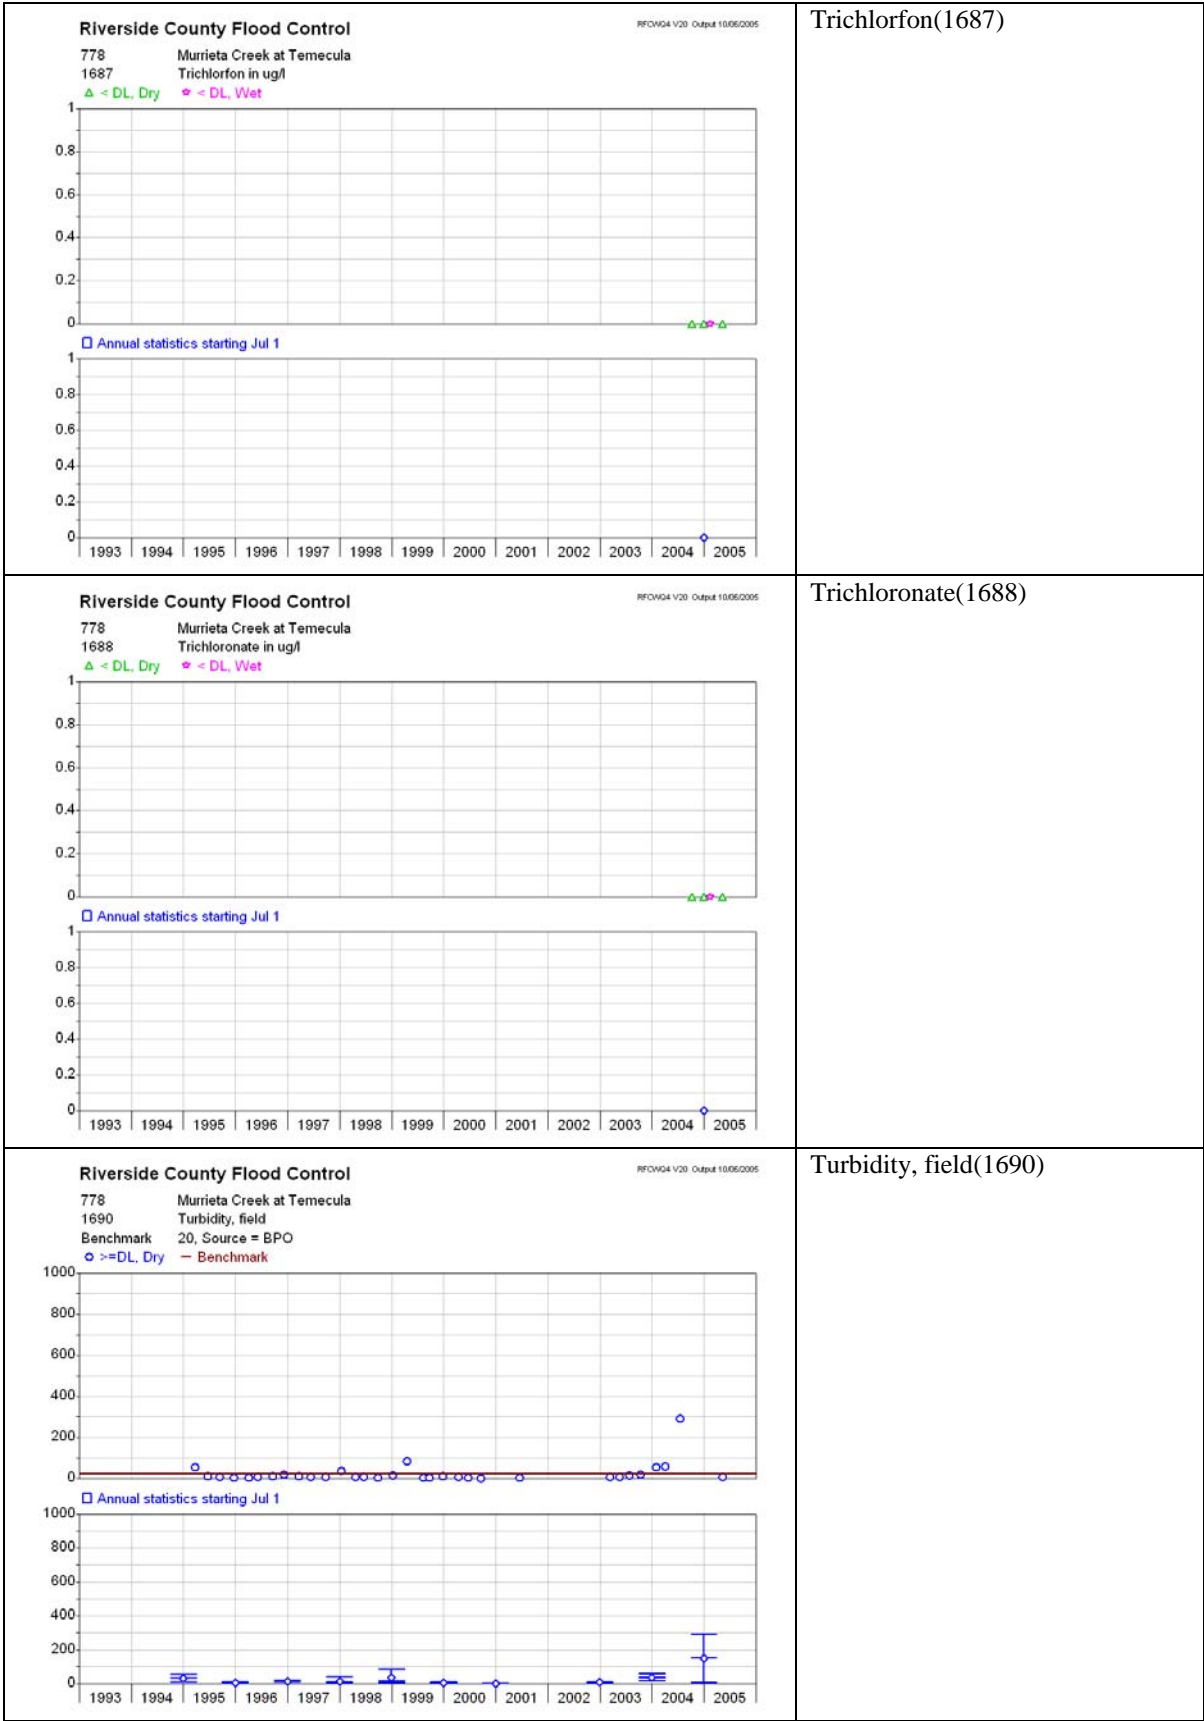 Riverside County Flood Control
RFCWQ4 V20 Output 10/06/2005
778 Murrieta Creek at Temecula
1687 Trichlorfon in ug/l
< DL, Dry < DL, Wet
1
0.8
0.6
0.4
0.2
0
Annual statistics starting Jul 1
1
0.8
0.6
0.4
0.2
0
1993 1994 1995 1996 1997 1998 1999 2000 2001 2002 2003 2004 2005
Trichlorfon(1687)
Riverside County Flood Control
RFCWQ4 V20 Output 10/06/2005
778 Murrieta Creek at Temecula
1688 Trichloronate in ug/l
< DL, Dry < DL, Wet
1
0.8
0.6
0.4
0.2
0
Annual statistics starting Jul 1
1
0.8
0.6
0.4
0.2
0
1993 1994 1995 1996 1997 1998 1999 2000 2001 2002 2003 2004 2005
Trichloronate(1688)
Riverside County Flood Control
RFCWQ4 V20 Output 10/06/2005
778 Murrieta Creek at Temecula
1690 Turbidity, field
Benchmark 20, Source = BPO
>=DL, Dry Benchmark
1000
800
600
400
200
0
Annual statistics starting Jul 1
1000
800
600
400
200
0
1993 1994 1995 1996 1997 1998 1999 2000 2001 2002 2003 2004 2005
Turbidity, field(1690)